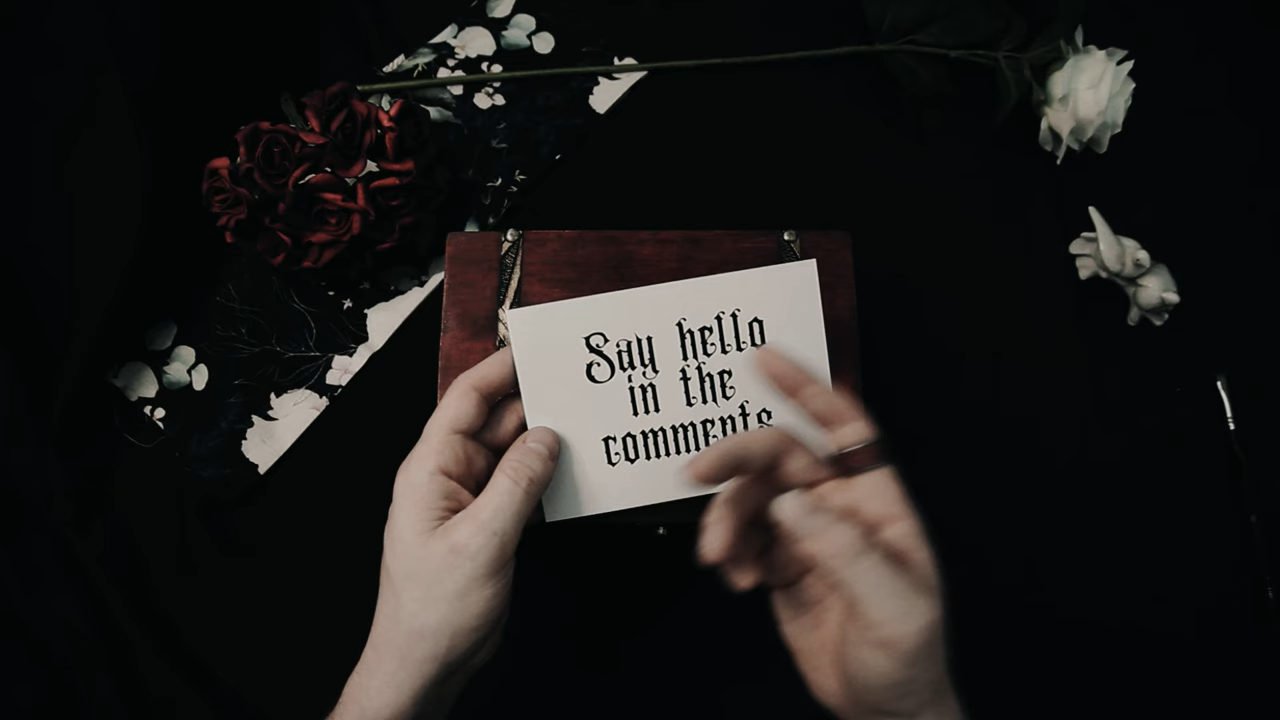 Say hello
in the
comments